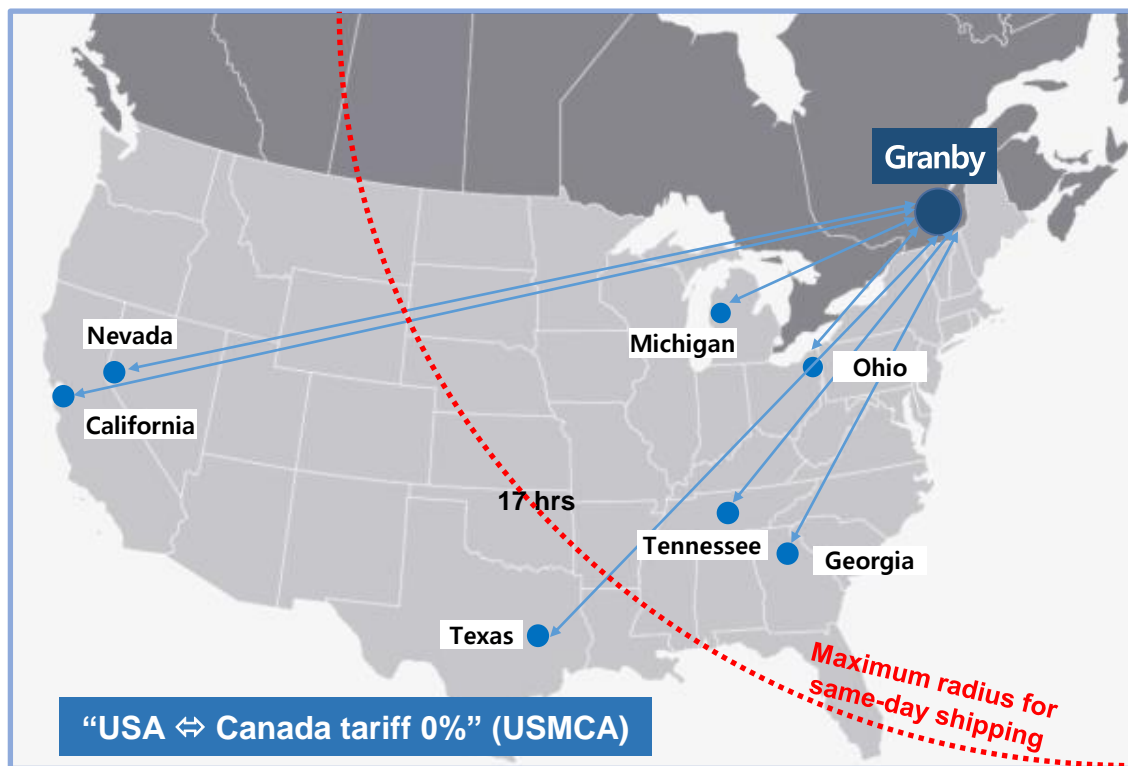 Granby
Nevada
Michigan
Ohio
California
17 hrs
Tennessee
Georgia
Texas
Maximum radius for
same-day shipping
“USA ⬄ Canada tariff 0%” (USMCA)